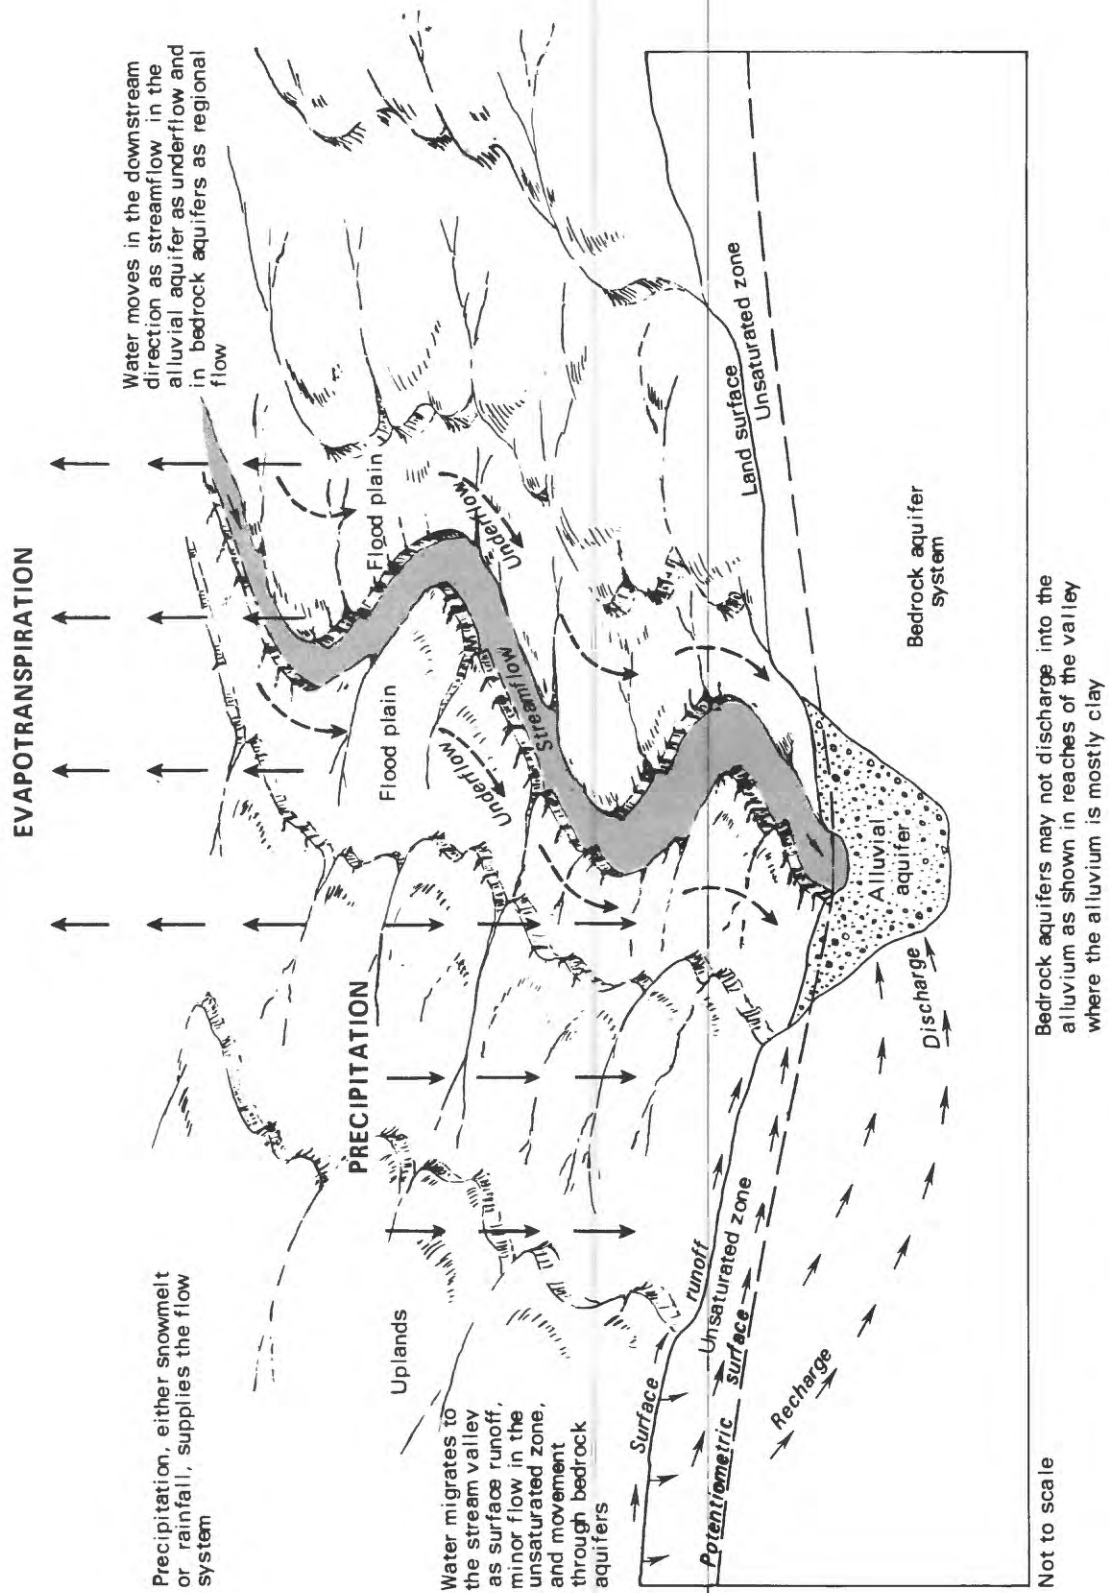 EVAPOTRANSPIRATION
Precipitation, either snowmelt
or rainfall, supplies the flow
system
PRECIPITATION
Water moves in the downstream
direction as streamflow in the
alluvial aquifer as underflow and
in bedrock aquifers as regional
flow
Uplands
Flood plain
Flood plain
Underflow
Underflow
Streamflow
Water migrates to
the stream valley
as surface runoff,
minor flow in the
unsaturated zone,
and movement
through bedrock
aquifers
Surface runoff
Unsaturated zone
Potentiometric surface
Recharge
Discharge
Alluvial
aquifer
Land surface
Unsaturated zone
Bedrock aquifer
system
Not to scale
Bedrock aquifers may not discharge into the
alluvium as shown in reaches of the valley
where the alluvium is mostly clay